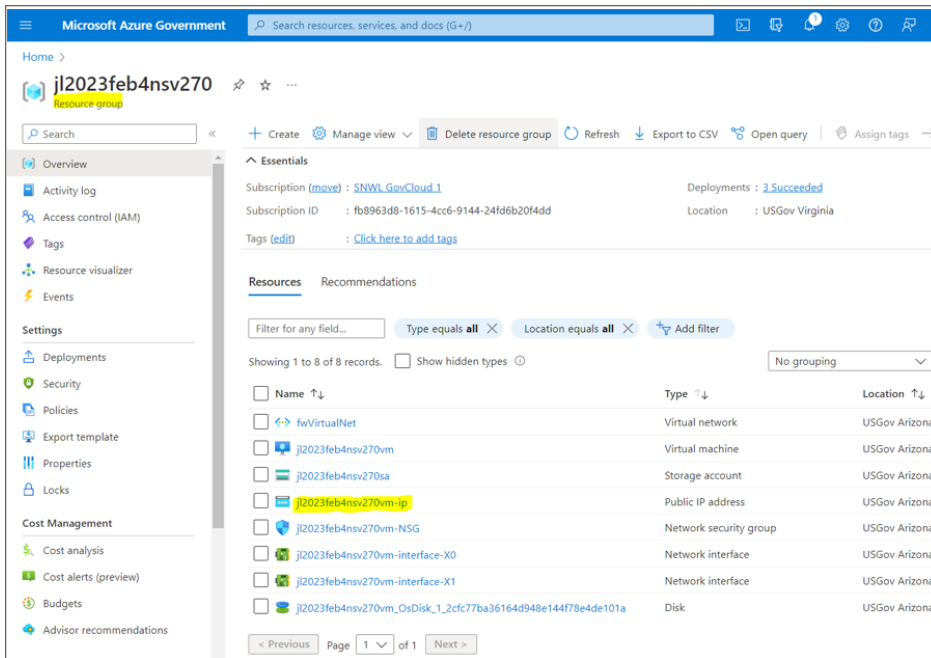 Microsoft Azure Government
Search resources, services, and docs (G+/)
1
Home >
jl2023feb4nsv270
Resource group
Search
«
Create
Manage view
Delete resource group
Refresh
Export to CSV
Open query
Assign tags
Overview
Activity log
Access control (IAM)
Tags
Resource visualizer
Events
Settings
Deployments
Security
Policies
Export template
Properties
Locks
Cost Management
Cost analysis
Cost alerts (preview)
Budgets
Advisor recommendations
Essentials
Subscription (move) : SNWL GovCloud 1
Deployments : 3 Succeeded
Subscription ID : fb8963d8-1615-4cc6-9144-24fd6b20f4dd
Location : USGov Virginia
Tags (edit) : Click here to add tags
Resources Recommendations
Filter for any field...
Type equals all
Location equals all
Add filter
Showing 1 to 8 of 8 records.
Show hidden types
No grouping
Name ↑↓ Type ↑↓ Location ↑↓
fwVirtualNet Virtual network USGov Arizona
jl2023feb4nsv270vm Virtual machine USGov Arizona
jl2023feb4nsv270sa Storage account USGov Arizona
jl2023feb4nsv270vm-ip Public IP address USGov Arizona
jl2023feb4nsv270vm-NSG Network security group USGov Arizona
jl2023feb4nsv270vm-interface-X0 Network interface USGov Arizona
jl2023feb4nsv270vm-interface-X1 Network interface USGov Arizona
jl2023feb4nsv270vm_OsDisk_1_2cfc77ba36164d948e144f78e4de101a Disk USGov Arizona
< Previous Page 1 of 1 Next >